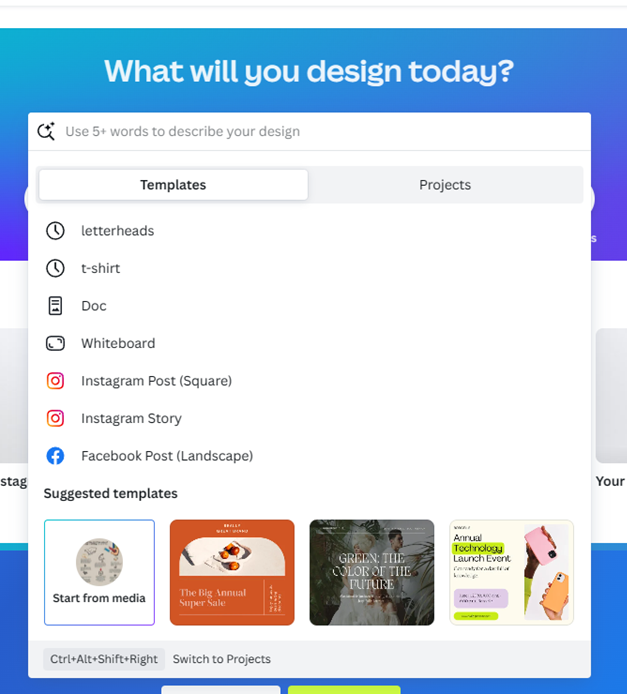 What will you design today?
Use 5+ words to describe your design
Templates
Projects
letterheads
t-shirt
Doc
Whiteboard
Instagram Post (Square)
Instagram Story
Facebook Post (Landscape)
Your
Suggested templates
Start from media
The Big Annual
Super Sale
GREEN: THE
COLOR OF THE
FUTURE
Annual
Technology
Launch Event.
Ctrl+Alt+Shift+Right
Switch to Projects